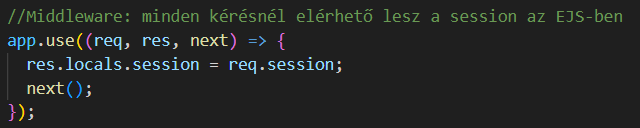 //Middleware: minden kérésnél elérhető lesz a session az EJS-ben
app.use((req, res, next) => {
  res.locals.session = req.session;
  next();
});